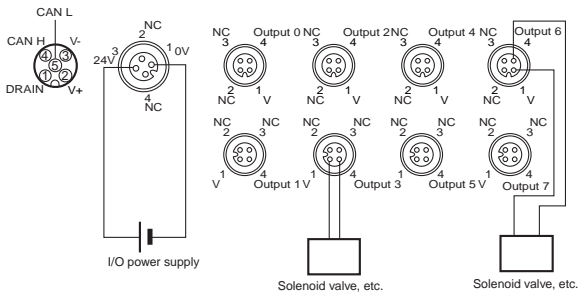 CAN L
CAN H
V-
4 3
5
1 2
DRAIN
V+
NC
2
3
1 0V
24V
4
NC
I/O power supply
NC Output 0 NC Output 2 NC Output 4 NC Output 6
3 4 3 4 3 4 3 4
2 1 2 1 2 1 2 1
NC V NC V NC V NC V
NC NC NC NC NC NC NC NC
2 3 2 3 2 3 2 3
1 4 1 4 1 4 1 4
V Output 1 V Output 3 Output 5 V Output 7
Solenoid valve, etc.
Solenoid valve, etc.